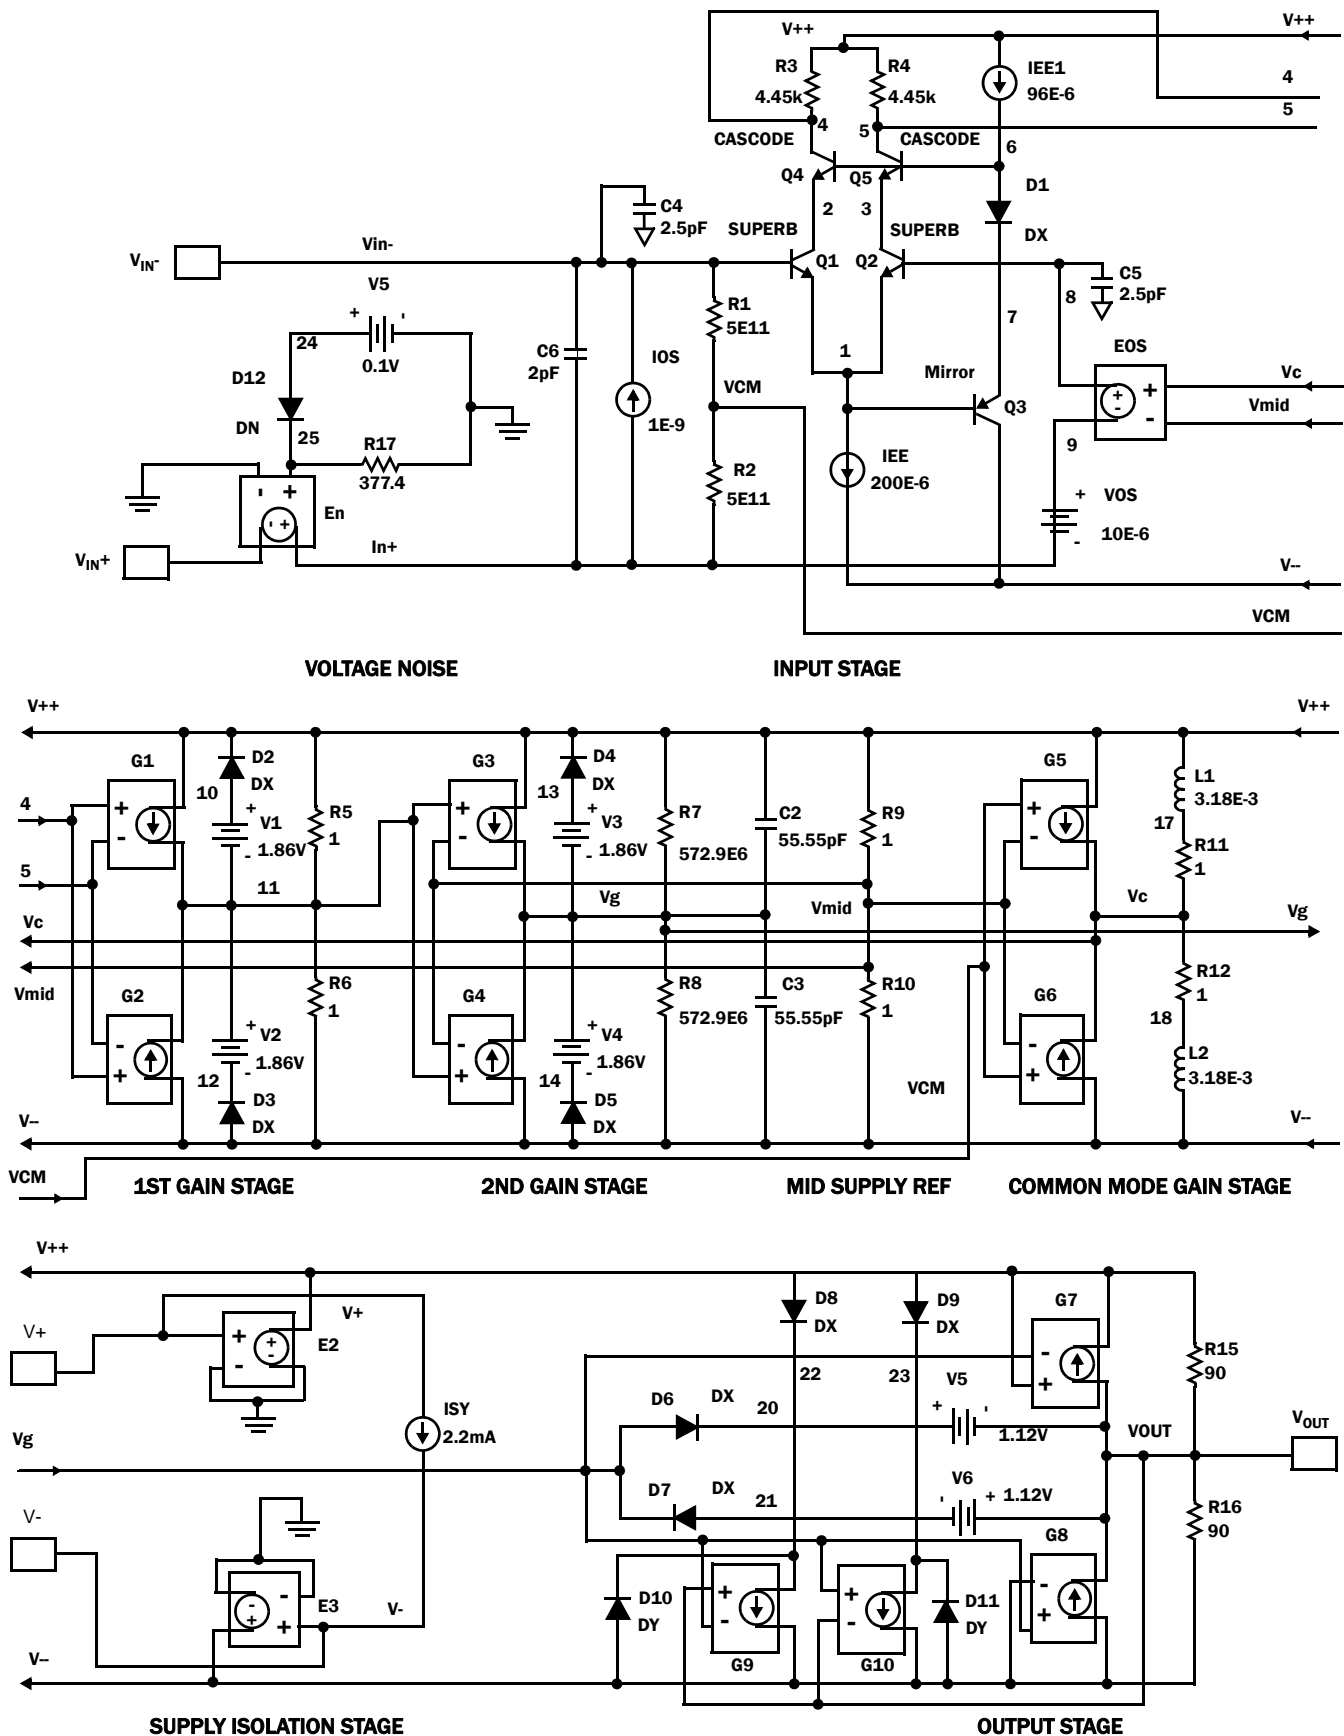 V++
V++
R3
4.45k
R4
4.45k
IEE1
96E-6
4
5
4
5
CASCODE
CASCODE
6
Q4
Q5
D1
DX
C4
2.5pF
2
3
SUPERB
SUPERB
VIN-
Vin-
Q1
Q2
C5
2.5pF
8
V5
+
-
24
0.1V
R1
5E11
7
D12
DN
25
C6
2pF
IOS
1E-9
1
EOS
VCM
Mirror
Q3
+
-
+
-
Vc
Vmid
9
R17
377.4
R2
5E11
IEE
200E-6
- +
- +
En
+ VOS
10E-6
-
VIN+
In+
V--
VCM
VOLTAGE NOISE
INPUT STAGE
V++
V++
G1
D2
DX
10
G3
D4
DX
13
G5
L1
3.18E-3
17
4
+
-
+
V1
1.86V
-
R5
1
+
-
+
V3
1.86V
-
R7
572.9E6
C2
55.55pF
R9
1
+
-
R11
1
5
11
Vg
Vmid
Vc
Vc
Vg
Vmid
G2
R6
1
G4
R8
572.9E6
C3
55.55pF
R10
1
G6
R12
1
18
-
+
+
V2
1.86V
-
12
-
+
+
V4
1.86V
-
14
-
+
L2
3.18E-3
VCM
D3
DX
D5
DX
V--
V--
VCM
1ST GAIN STAGE
2ND GAIN STAGE
MID SUPPLY REF
COMMON MODE GAIN STAGE
V++
V+
V+
+
-
+
-
E2
D8
DX
D9
DX
G7
-
+
R15
90
22
23
D6
DX
20
V5
+
-
1.12V
ISY
2.2mA
VOUT
VOUT
Vg
D7
DX
21
V6
-
+ 1.12V
R16
90
V-
G8
-
+
E3
-
+
V-
D10
DY
+
-
G9
+
-
G10
D11
DY
-
+
V--
SUPPLY ISOLATION STAGE
OUTPUT STAGE